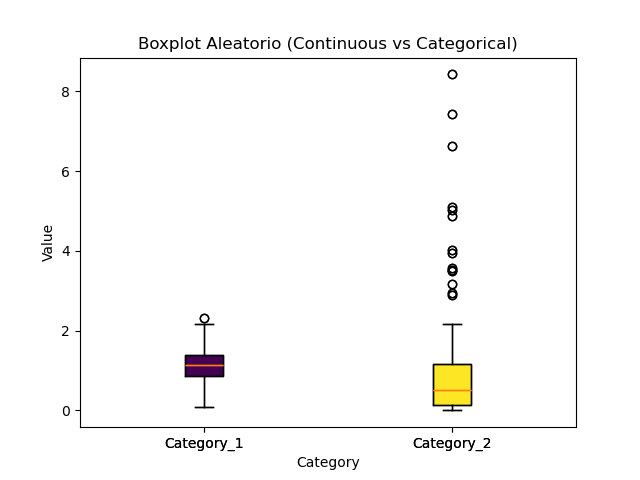 Boxplot Aleatorio (Continuous vs Categorical)
8
6
4
2
0
Value
Category_1
Category_2
Category